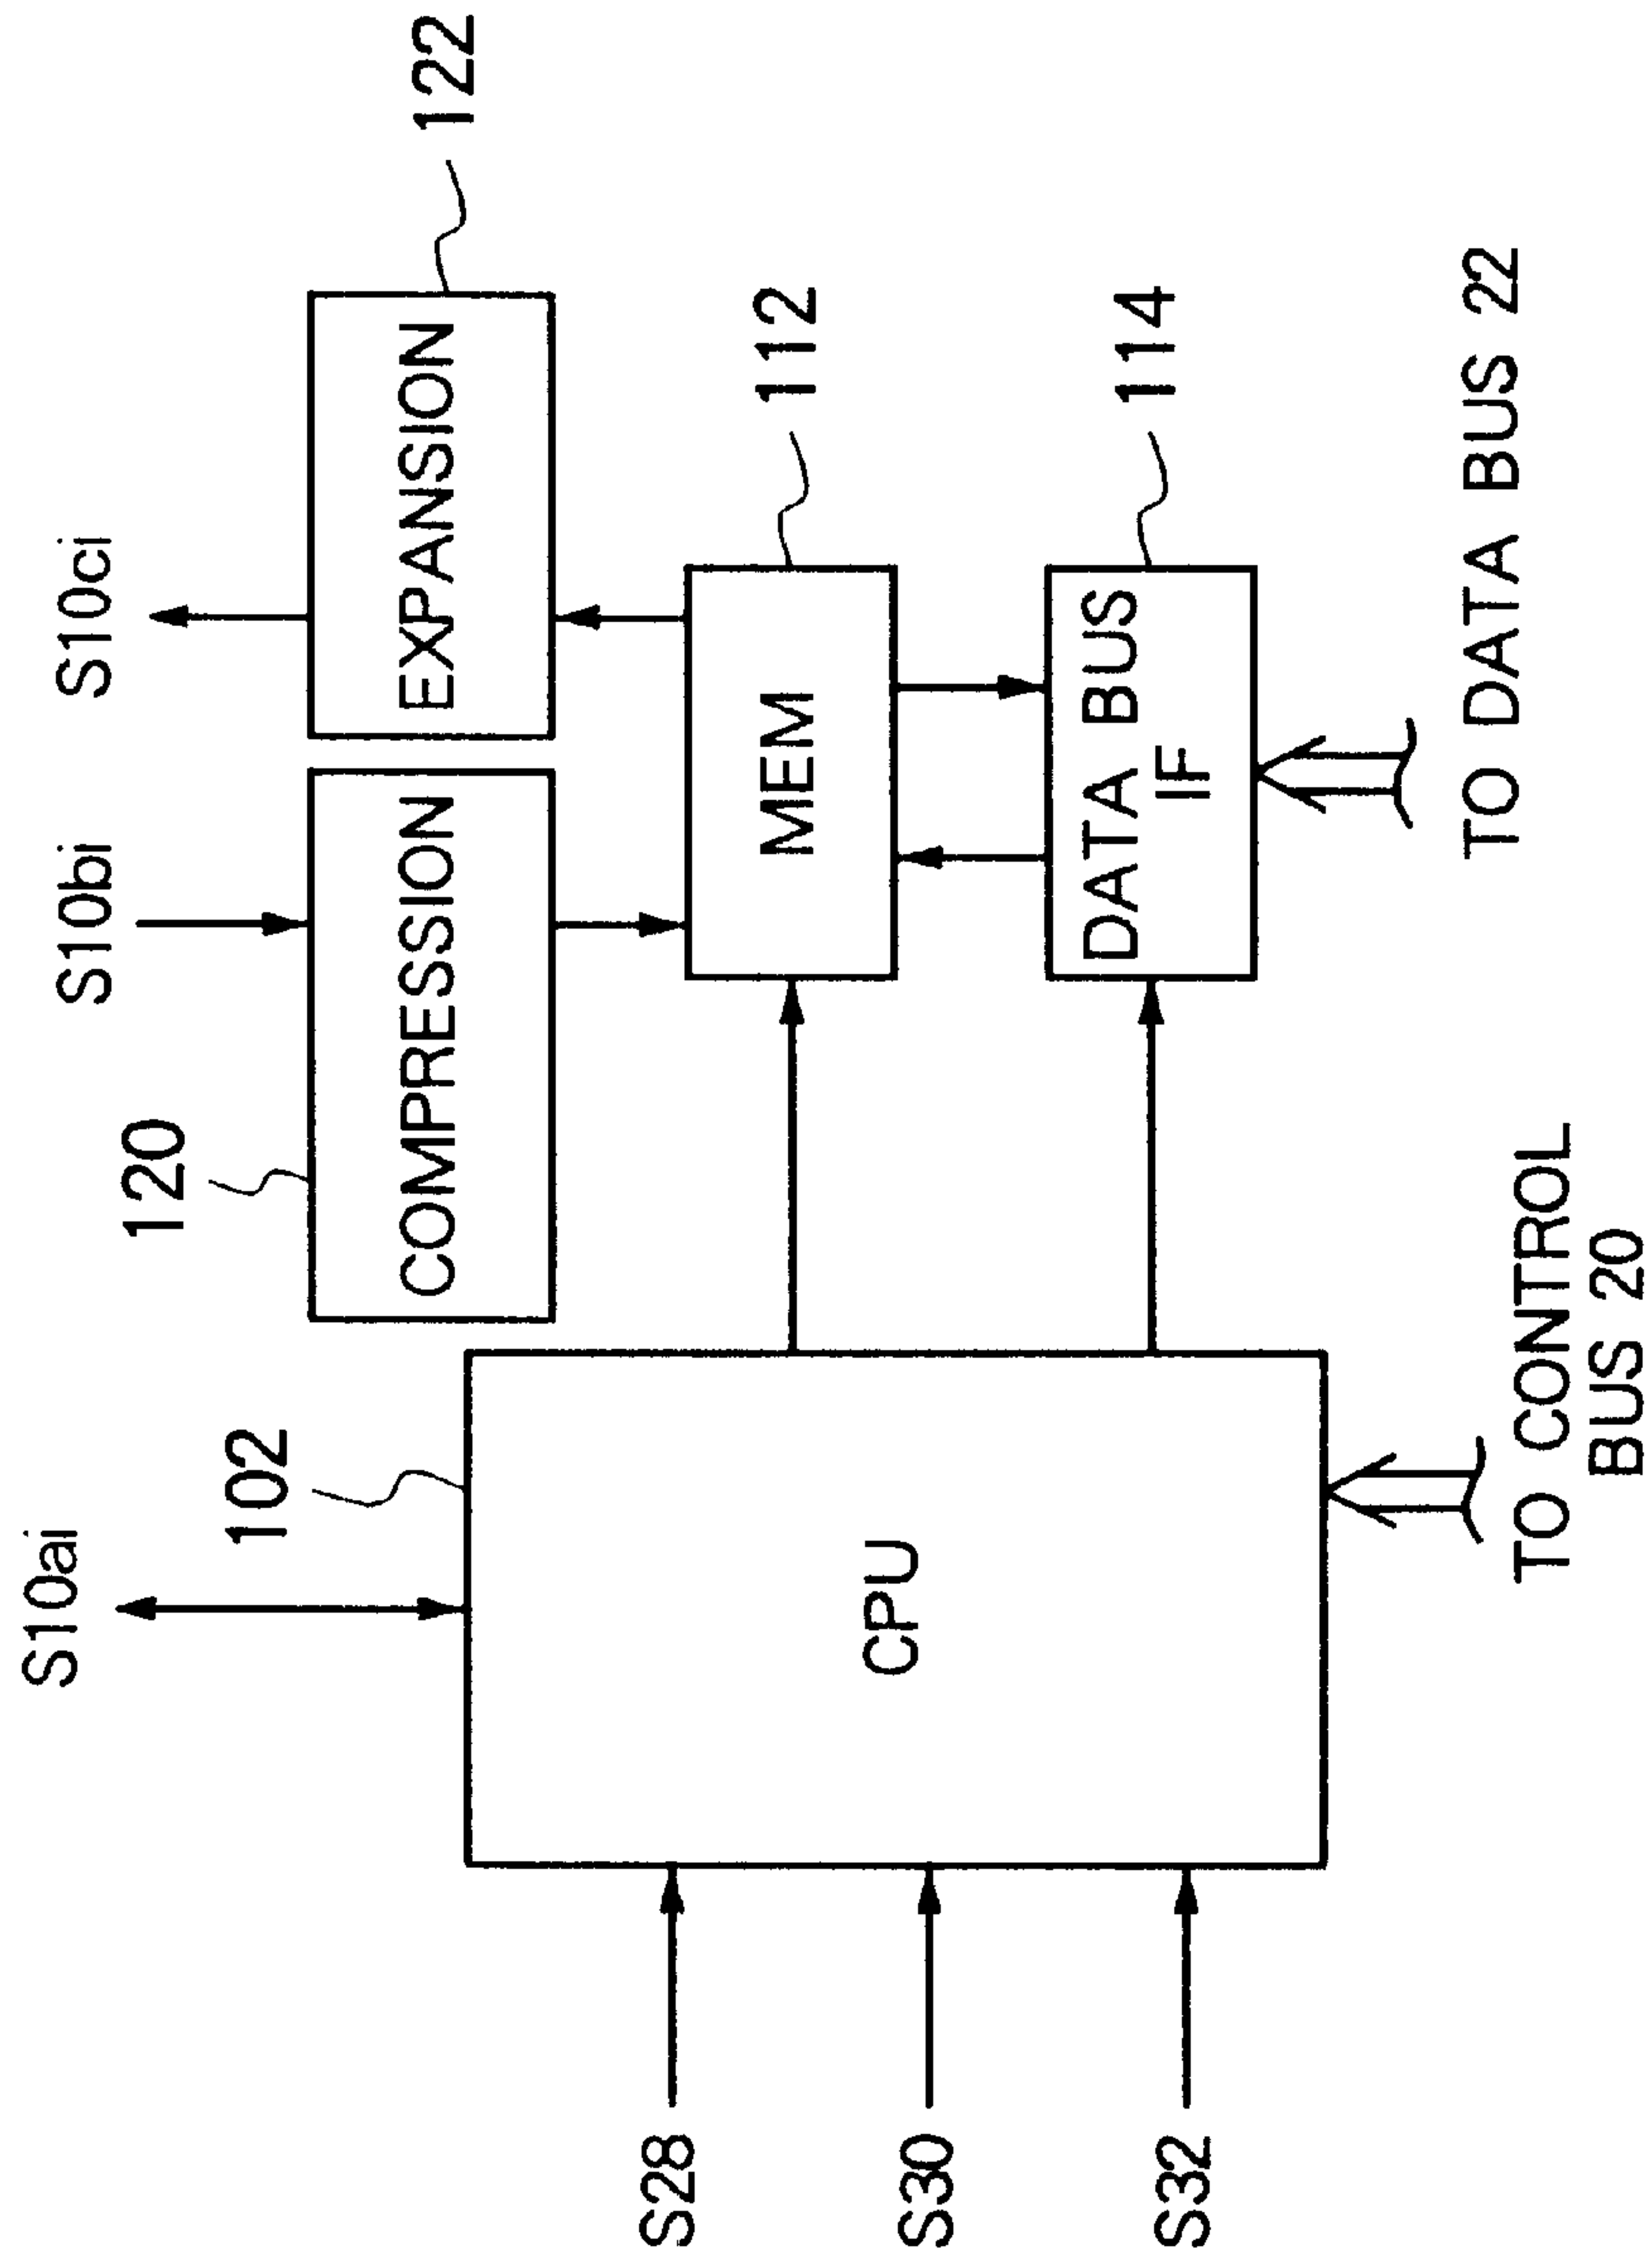 S10ai
S10bi
S10ci
120
102
COMPRESSION
EXPANSION
122
S28
S30
S32
CPU
MEM
112
DATA BUS
IF
114
TO CONTROL
BUS 20
TO DATA BUS 22